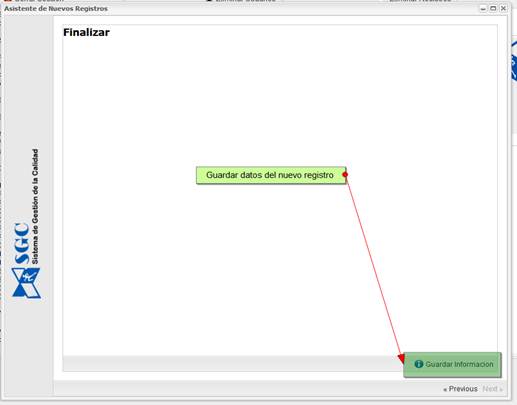 Asistente de Nuevos Registros
Finalizar
Guardar datos del nuevo registro
SGC
Sistema de Gestión de la Calidad
Guardar Informacion
« Previous Next »